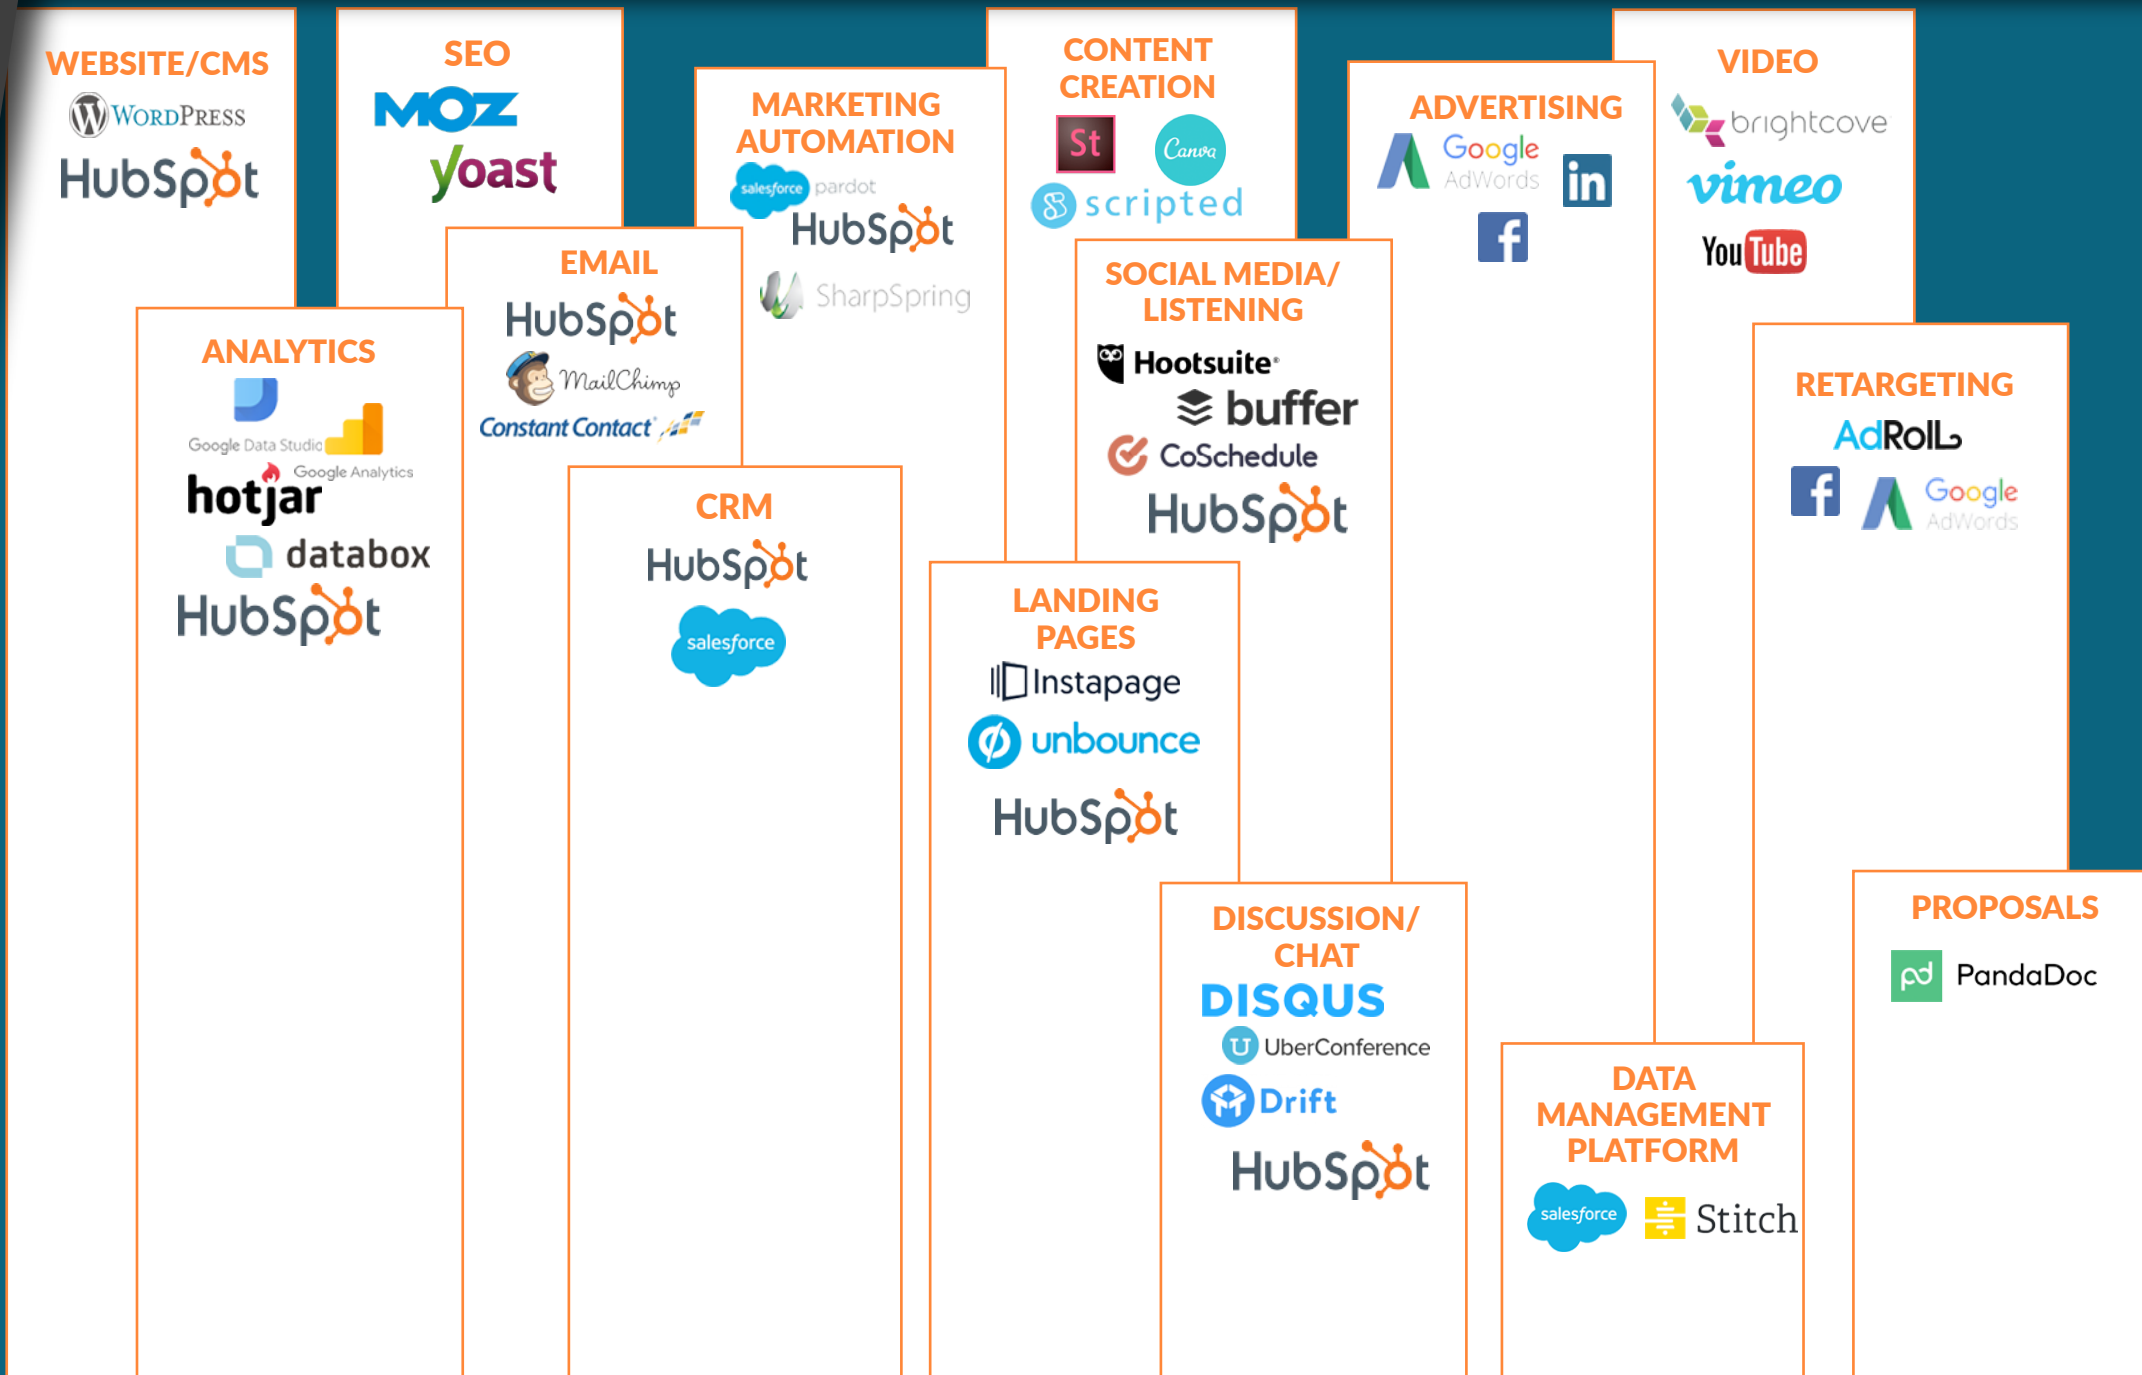 WEBSITE/CMS
WORDPRESS
HubSpot
SEO
MOZ
yoast
MARKETING
AUTOMATION
salesforce pardot
HubSpot
SharpSpring
CONTENT
CREATION
St
Canva
scripted
ADVERTISING
Google
AdWords
in
f
VIDEO
brightcove
vimeo
YouTube
ANALYTICS
Google Data Studio
Google Analytics
hotjar
databox
HubSpot
EMAIL
HubSpot
MailChimp
Constant Contact
CRM
HubSpot
salesforce
SOCIAL MEDIA/
LISTENING
Hootsuite
buffer
CoSchedule
HubSpot
RETARGETING
AdRoll
f
Google
AdWords
LANDING
PAGES
Instapage
unbounce
HubSpot
DISCUSSION/
CHAT
DISQUS
UberConference
Drift
HubSpot
DATA
MANAGEMENT
PLATFORM
salesforce
Stitch
PROPOSALS
pd PandaDoc